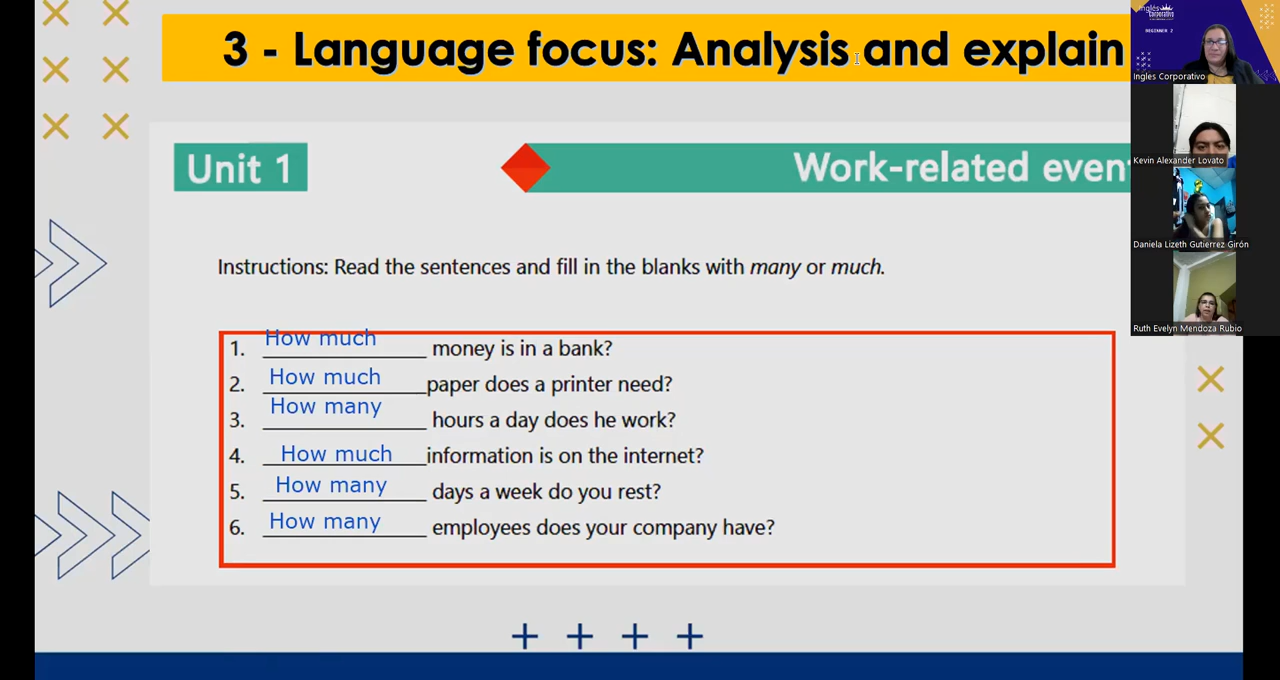 3 - Language focus: Analysis and explain
Unit 1
Work-related even
Instructions: Read the sentences and fill in the blanks with many or much.
1. How much money is in a bank?
2. How much paper does a printer need?
3. How many hours a day does he work?
4. How much information is on the internet?
5. How many days a week do you rest?
6. How many employees does your company have?
Inglés
Corporativo
BEGINNER 2
Ingles Corporativo
Kevin Alexander Lovato
Daniela Lizeth Gutierrez Girón
Ruth Evelyn Mendoza Rubio